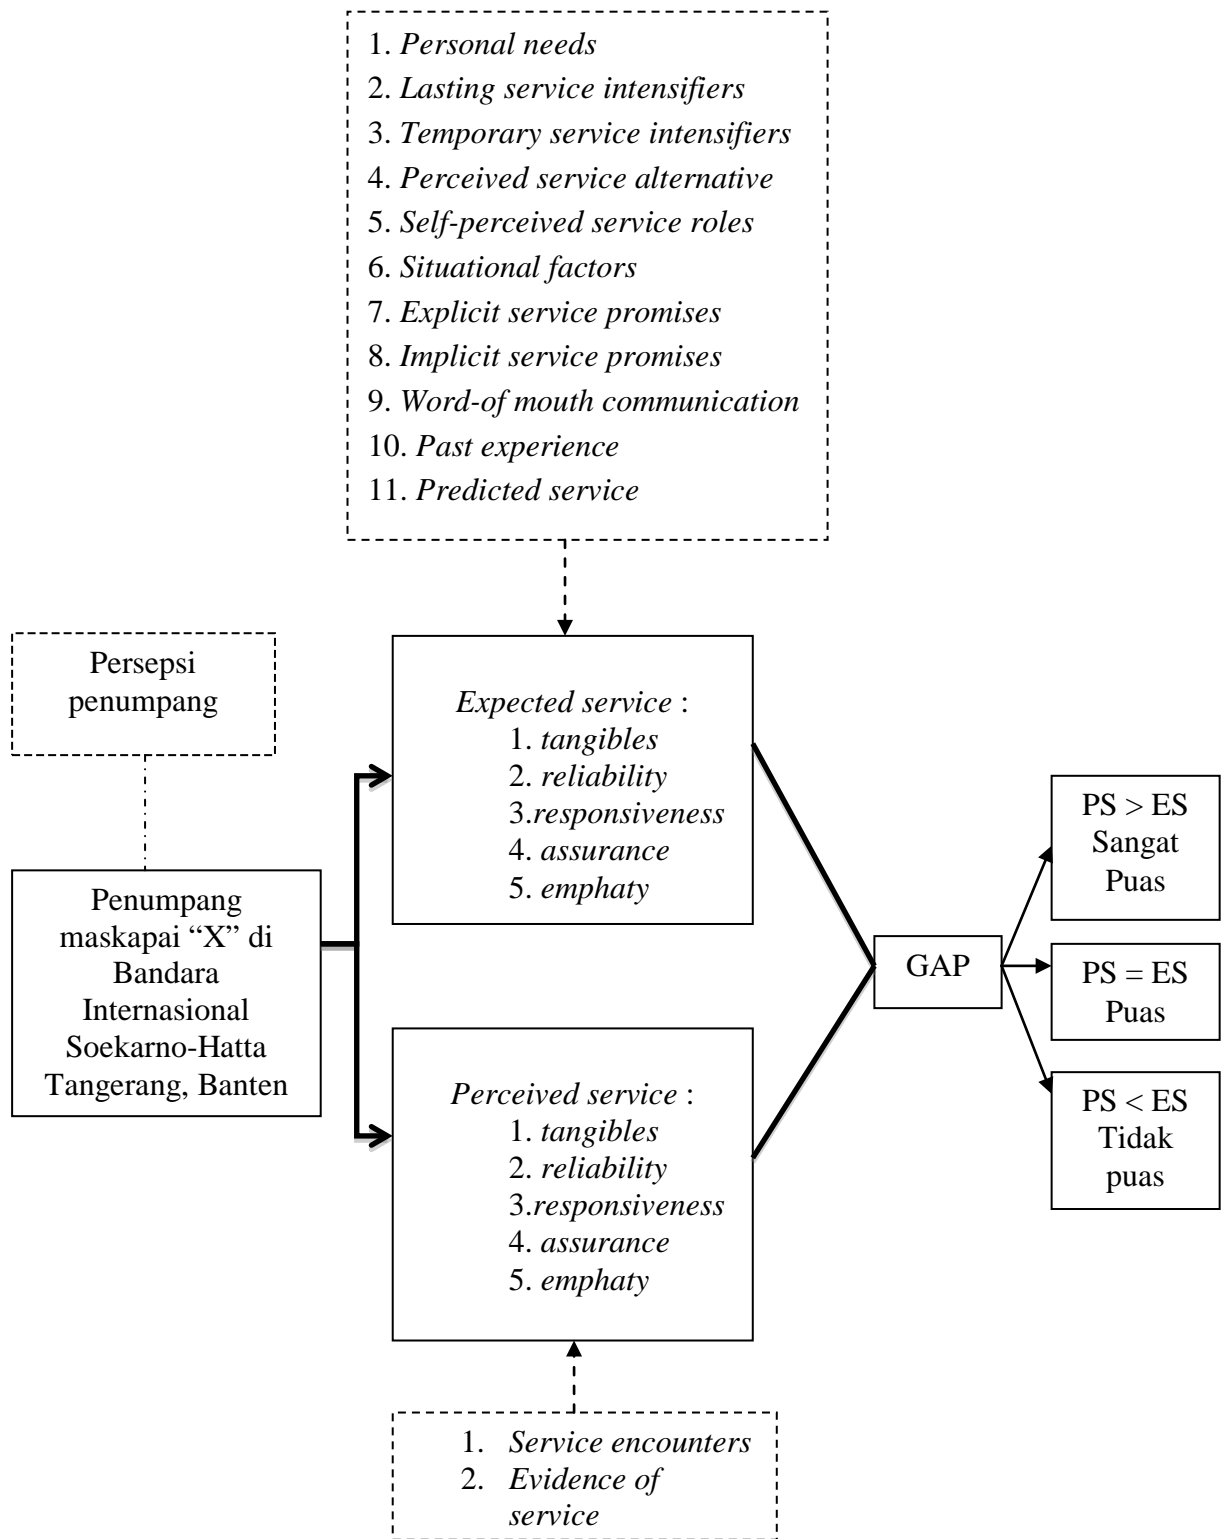 1. Personal needs
2. Lasting service intensifiers
3. Temporary service intensifiers
4. Perceived service alternative
5. Self-perceived service roles
6. Situational factors
7. Explicit service promises
8. Implicit service promises
9. Word-of mouth communication
10. Past experience
11. Predicted service
Persepsi
penumpang
Penumpang
maskapai “X” di
Bandara
Internasional
Soekarno-Hatta
Tangerang, Banten
Expected service :
1. tangibles
2. reliability
3.responsiveness
4. assurance
5. emphaty
Perceived service :
1. tangibles
2. reliability
3.responsiveness
4. assurance
5. emphaty
GAP
PS > ES
Sangat
Puas
PS = ES
Puas
PS < ES
Tidak
puas
1. Service encounters
2. Evidence of
service